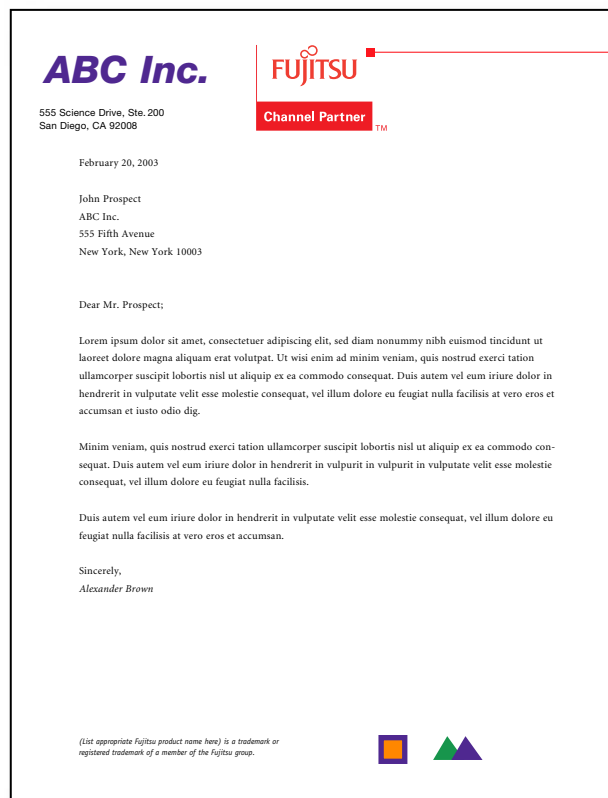 ABC Inc.
555 Science Drive, Ste. 200
San Diego, CA 92008
FUJITSU
Channel Partner
TM
February 20, 2003
John Prospect
ABC Inc.
555 Fifth Avenue
New York, New York 10003
Dear Mr. Prospect;
Lorem ipsum dolor sit amet, consectetuer adipiscing elit, sed diam nonummy nibh euismod tincidunt ut
laoreet dolore magna aliquam erat volutpat. Ut wisi enim ad minim veniam, quis nostrud exerci tation
ullamcorper suscipit lobortis nisl ut aliquip ex ea commodo consequat. Duis autem vel eum iriure dolor in
hendrerit in vulputate velit esse molestie consequat, vel illum dolore eu feugiat nulla facilisis at vero eros et
accumsan et iusto odio dig.
Minim veniam, quis nostrud exerci tation ullamcorper suscipit lobortis nisl ut aliquip ex ea commodo con-
sequat. Duis autem vel eum iriure dolor in hendrerit in vulpurit in vulpurit in vulputate velit esse molestie
consequat, vel illum dolore eu feugiat nulla facilisis.
Duis autem vel eum iriure dolor in hendrerit in vulputate velit esse molestie consequat, vel illum dolore eu
feugiat nulla facilisis at vero eros et accumsan.
Sincerely,
Alexander Brown
(List appropriate Fujitsu product name here) is a trademark or
registered trademark of a member of the Fujitsu group.